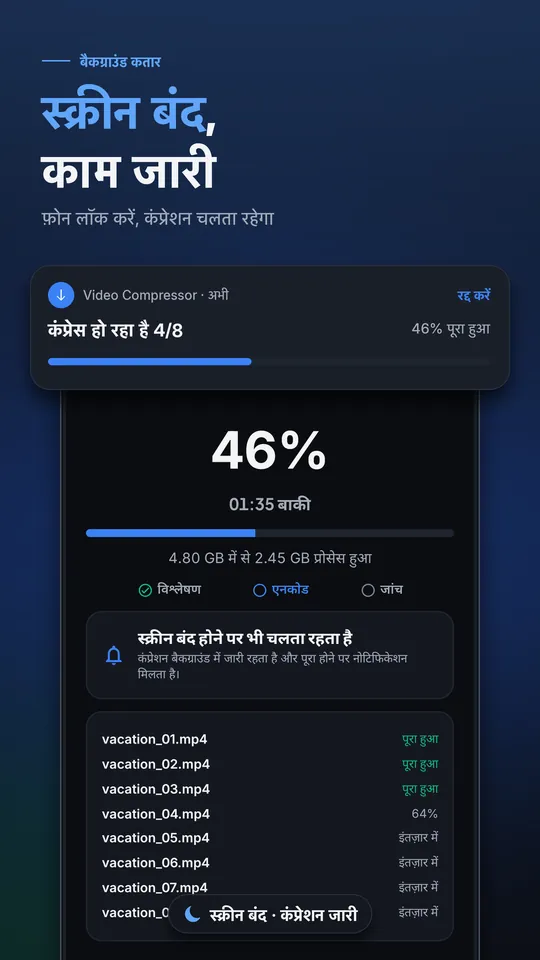 बैकग्राउंड कतार
स्क्रीन बंद,
काम जारी
फ़ोन लॉक करें, कंप्रेशन चलता रहेगा
Video Compressor · अभी
रद्द करें
कंप्रेस हो रहा है 4/8
46% पूरा हुआ
46%
01:35 बाकी
4.80 GB में से 2.45 GB प्रोसेस हुआ
विश्लेषण
एनकोड
जांच
स्क्रीन बंद होने पर भी चलता रहता है
कंप्रेशन बैकग्राउंड में जारी रहता है और पूरा होने पर नोटिफिकेशन
मिलता है।
vacation_01.mp4 पूरा हुआ
vacation_02.mp4 पूरा हुआ
vacation_03.mp4 पूरा हुआ
vacation_04.mp4 64%
vacation_05.mp4 इंतज़ार में
vacation_06.mp4 इंतज़ार में
vacation_07.mp4 इंतज़ार में
vacation_0 इंतज़ार में
स्क्रीन बंद · कंप्रेशन जारी